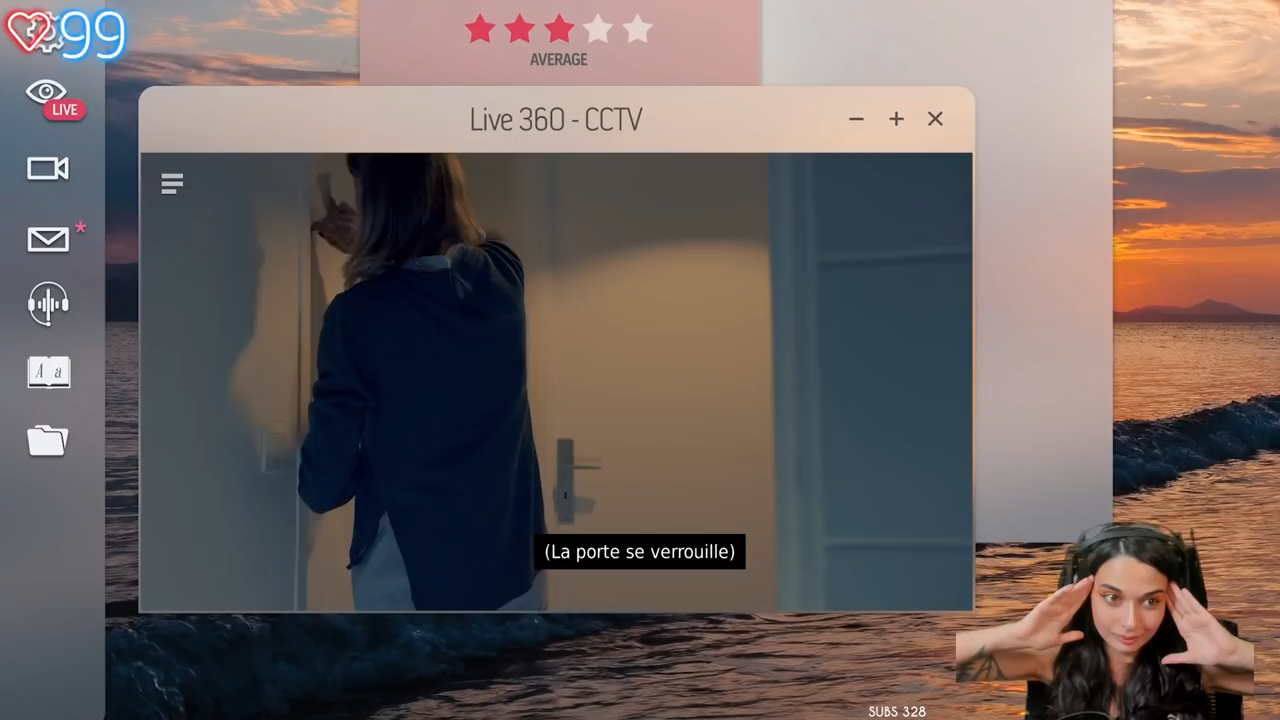 99
LIVE
AVERAGE
Live 360 - CCTV
A a
(La porte se verrouille)
SUBS 328